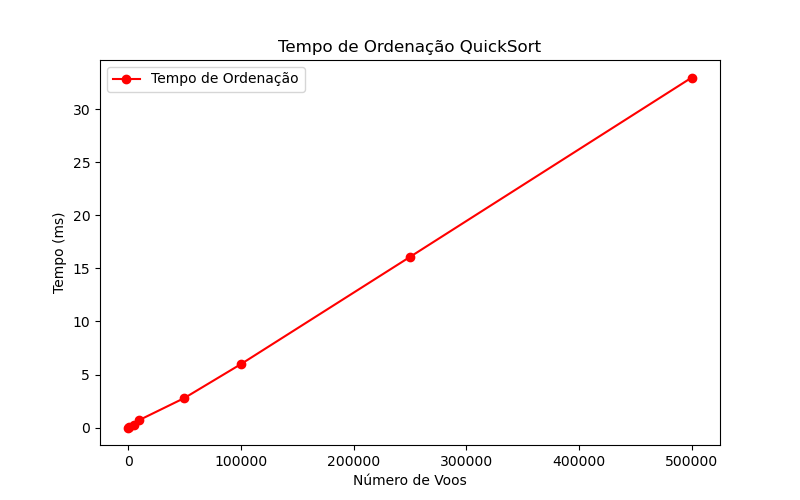 Tempo de Ordenação QuickSort
Tempo de Ordenação
Tempo (ms)
30
25
20
15
10
5
0
0 100000 200000 300000 400000 500000
Número de Voos